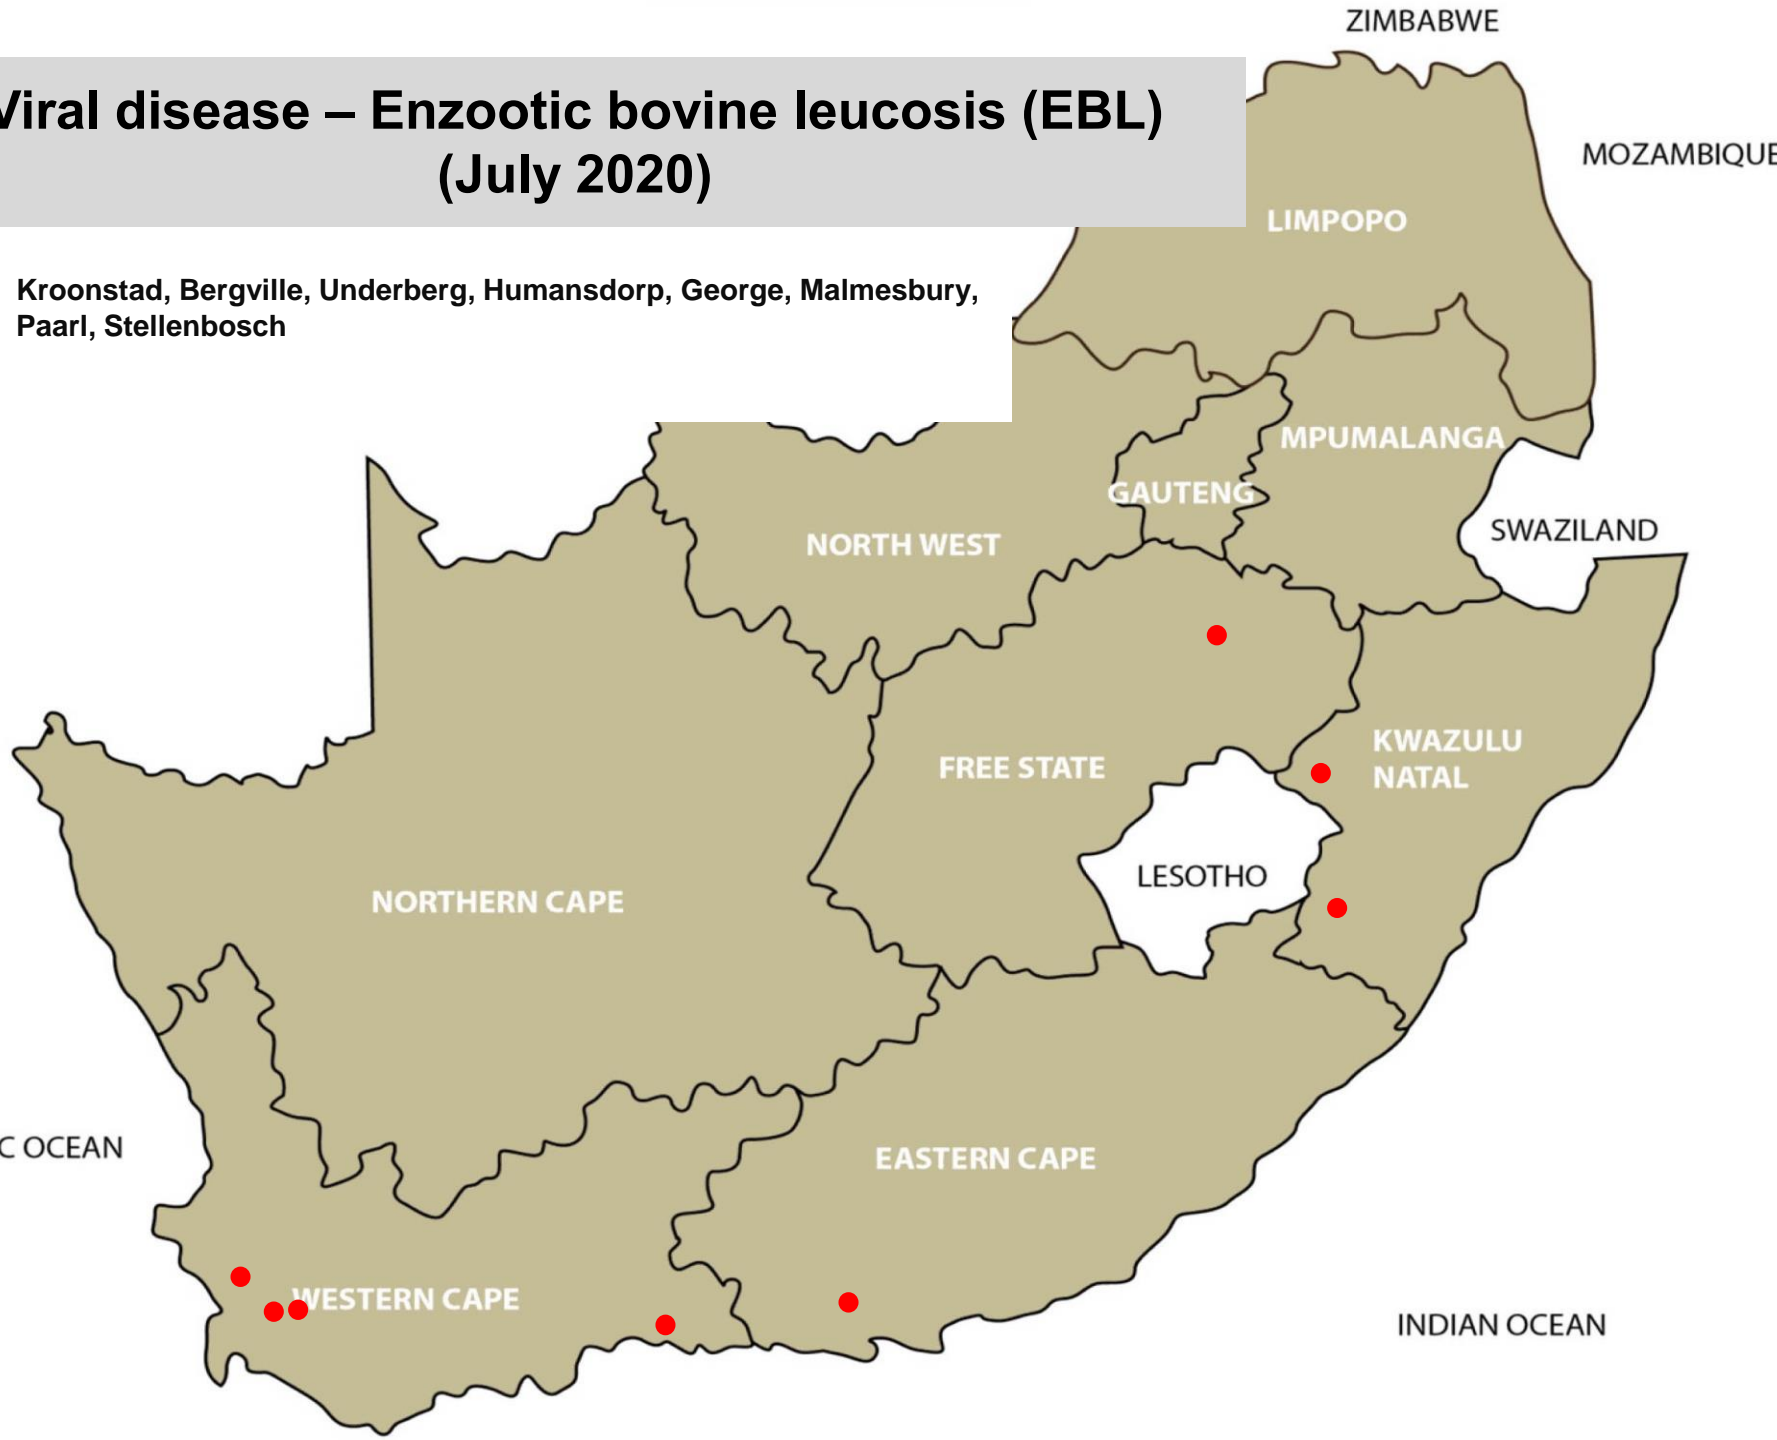 ZIMBABWE
Viral disease – Enzootic bovine leucosis (EBL)
(July 2020)
MOZAMBIQUE
LIMPOPO
Kroonstad, Bergville, Underberg, Humansdorp, George, Malmesbury,
Paarl, Stellenbosch
MPUMALANGA
GAUTENG
SWAZILAND
NORTH WEST
KWAZULU
NATAL
FREE STATE
LESOTHO
NORTHERN CAPE
C OCEAN
EASTERN CAPE
WESTERN CAPE
INDIAN OCEAN